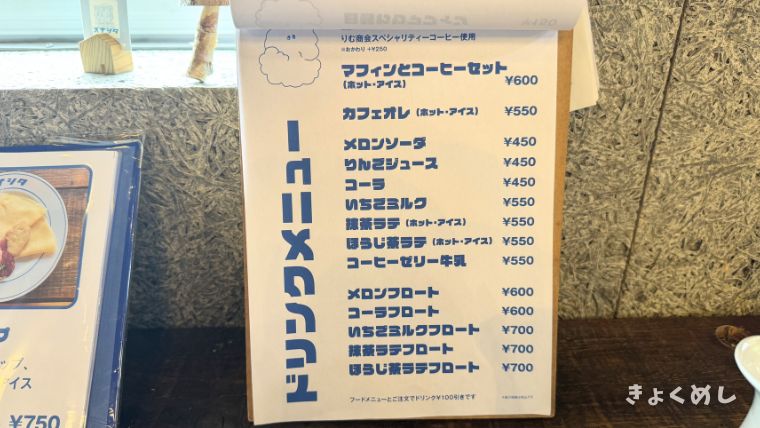 りむ商会スペシャリティーコーヒー使用
※おかわり +¥250
マフィンとコーヒーセット ¥600
(ホット・アイス)
カフェオレ (ホット・アイス) ¥550
メロンソーダ ¥450
りんごジュース ¥450
コーラ ¥450
いちごミルク ¥550
抹茶ラテ (ホット・アイス) ¥550
ほうじ茶ラテ (ホット・アイス) ¥550
コーヒーゼリー牛乳 ¥550
メロンフロート ¥600
コーラフロート ¥600
いちごミルクフロート ¥700
抹茶ラテフロート ¥700
ほうじ茶ラテフロート ¥700
ドリンクメニュー
フードメニューとご注文でドリンク¥100引きです
オヤツタ
プ
ップ、
アイス
¥750
きょくめし